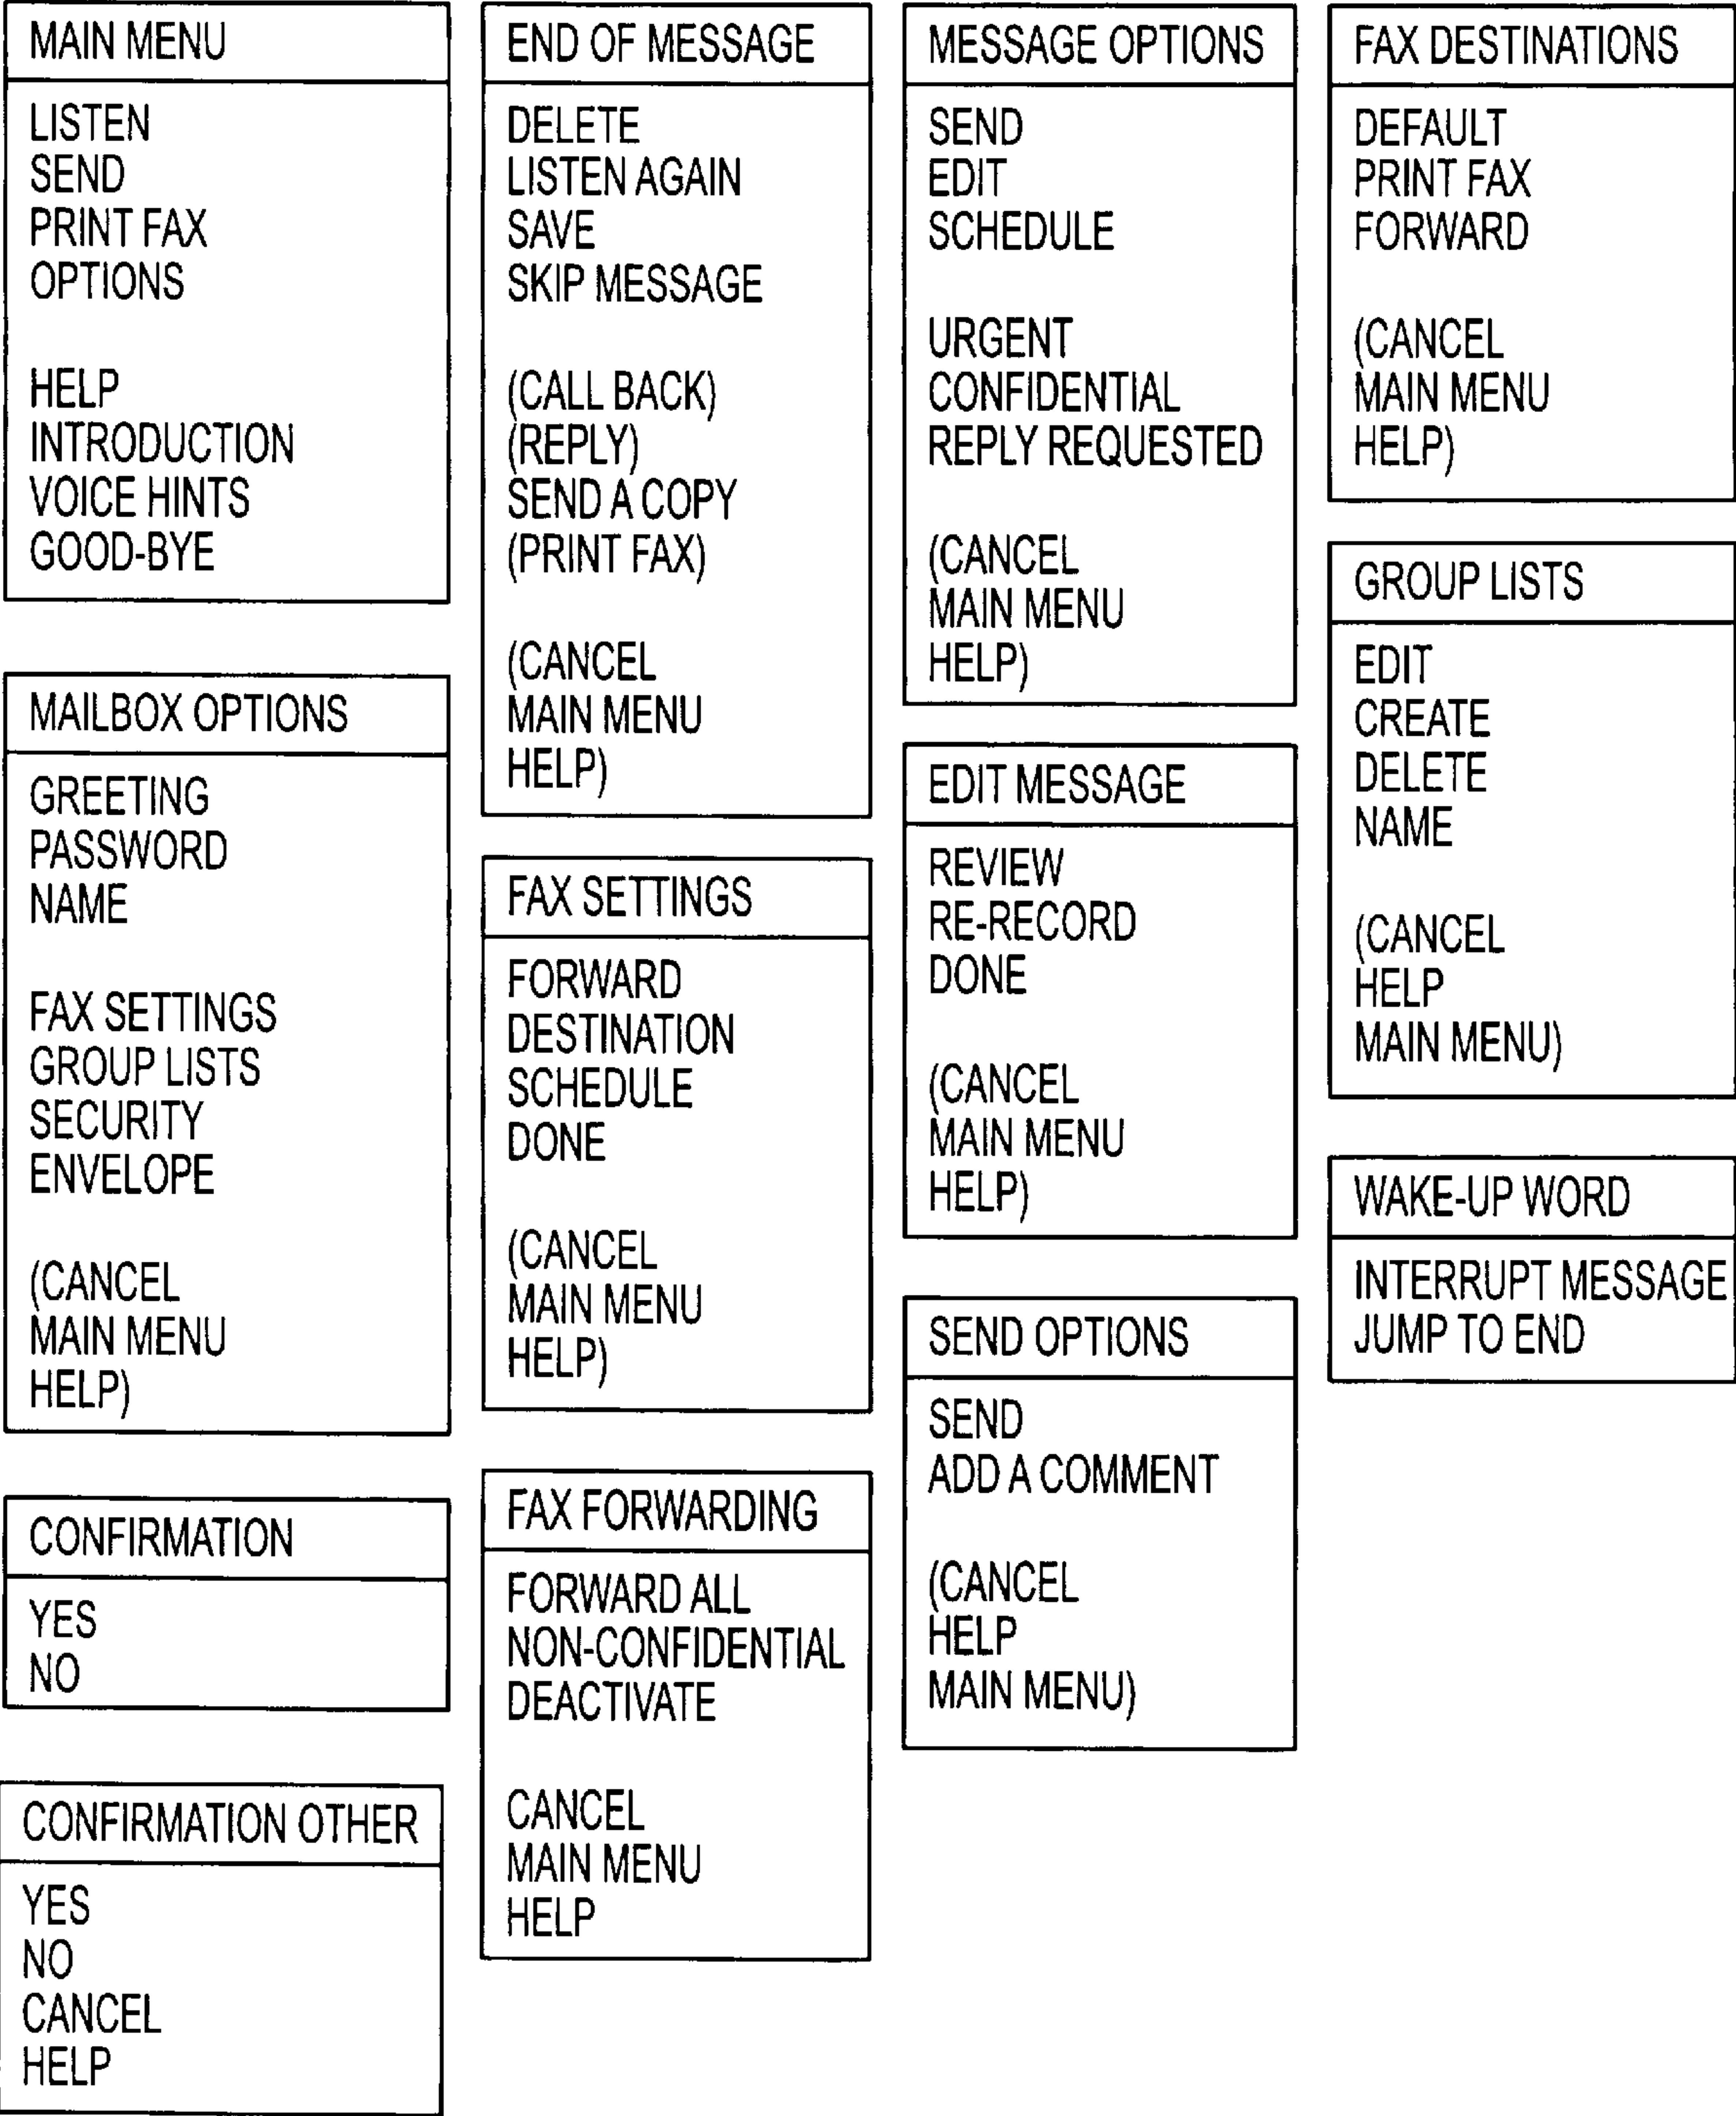 MAIN MENU
LISTEN
SEND
PRINT FAX
OPTIONS
HELP
INTRODUCTION
VOICE HINTS
GOOD-BYE
MAILBOX OPTIONS
GREETING
PASSWORD
NAME
FAX SETTINGS
GROUP LISTS
SECURITY
ENVELOPE
(CANCEL
MAIN MENU
HELP)
CONFIRMATION
YES
NO
CONFIRMATION OTHER
YES
NO
CANCEL
HELP
END OF MESSAGE
DELETE
LISTEN AGAIN
SAVE
SKIP MESSAGE
(CALL BACK)
(REPLY)
SEND A COPY
(PRINT FAX)
(CANCEL
MAIN MENU
HELP)
FAX SETTINGS
FORWARD
DESTINATION
SCHEDULE
DONE
(CANCEL
MAIN MENU
HELP)
FAX FORWARDING
FORWARD ALL
NON-CONFIDENTIAL
DEACTIVATE
CANCEL
MAIN MENU
HELP
MESSAGE OPTIONS
SEND
EDIT
SCHEDULE
URGENT
CONFIDENTIAL
REPLY REQUESTED
(CANCEL
MAIN MENU
HELP)
EDIT MESSAGE
REVIEW
RE-RECORD
DONE
(CANCEL
MAIN MENU
HELP)
SEND OPTIONS
SEND
ADD A COMMENT
(CANCEL
HELP
MAIN MENU)
FAX DESTINATIONS
DEFAULT
PRINT FAX
FORWARD
(CANCEL
MAIN MENU
HELP)
GROUP LISTS
EDIT
CREATE
DELETE
NAME
(CANCEL
HELP
MAIN MENU)
WAKE-UP WORD
INTERRUPT MESSAGE
JUMP TO END